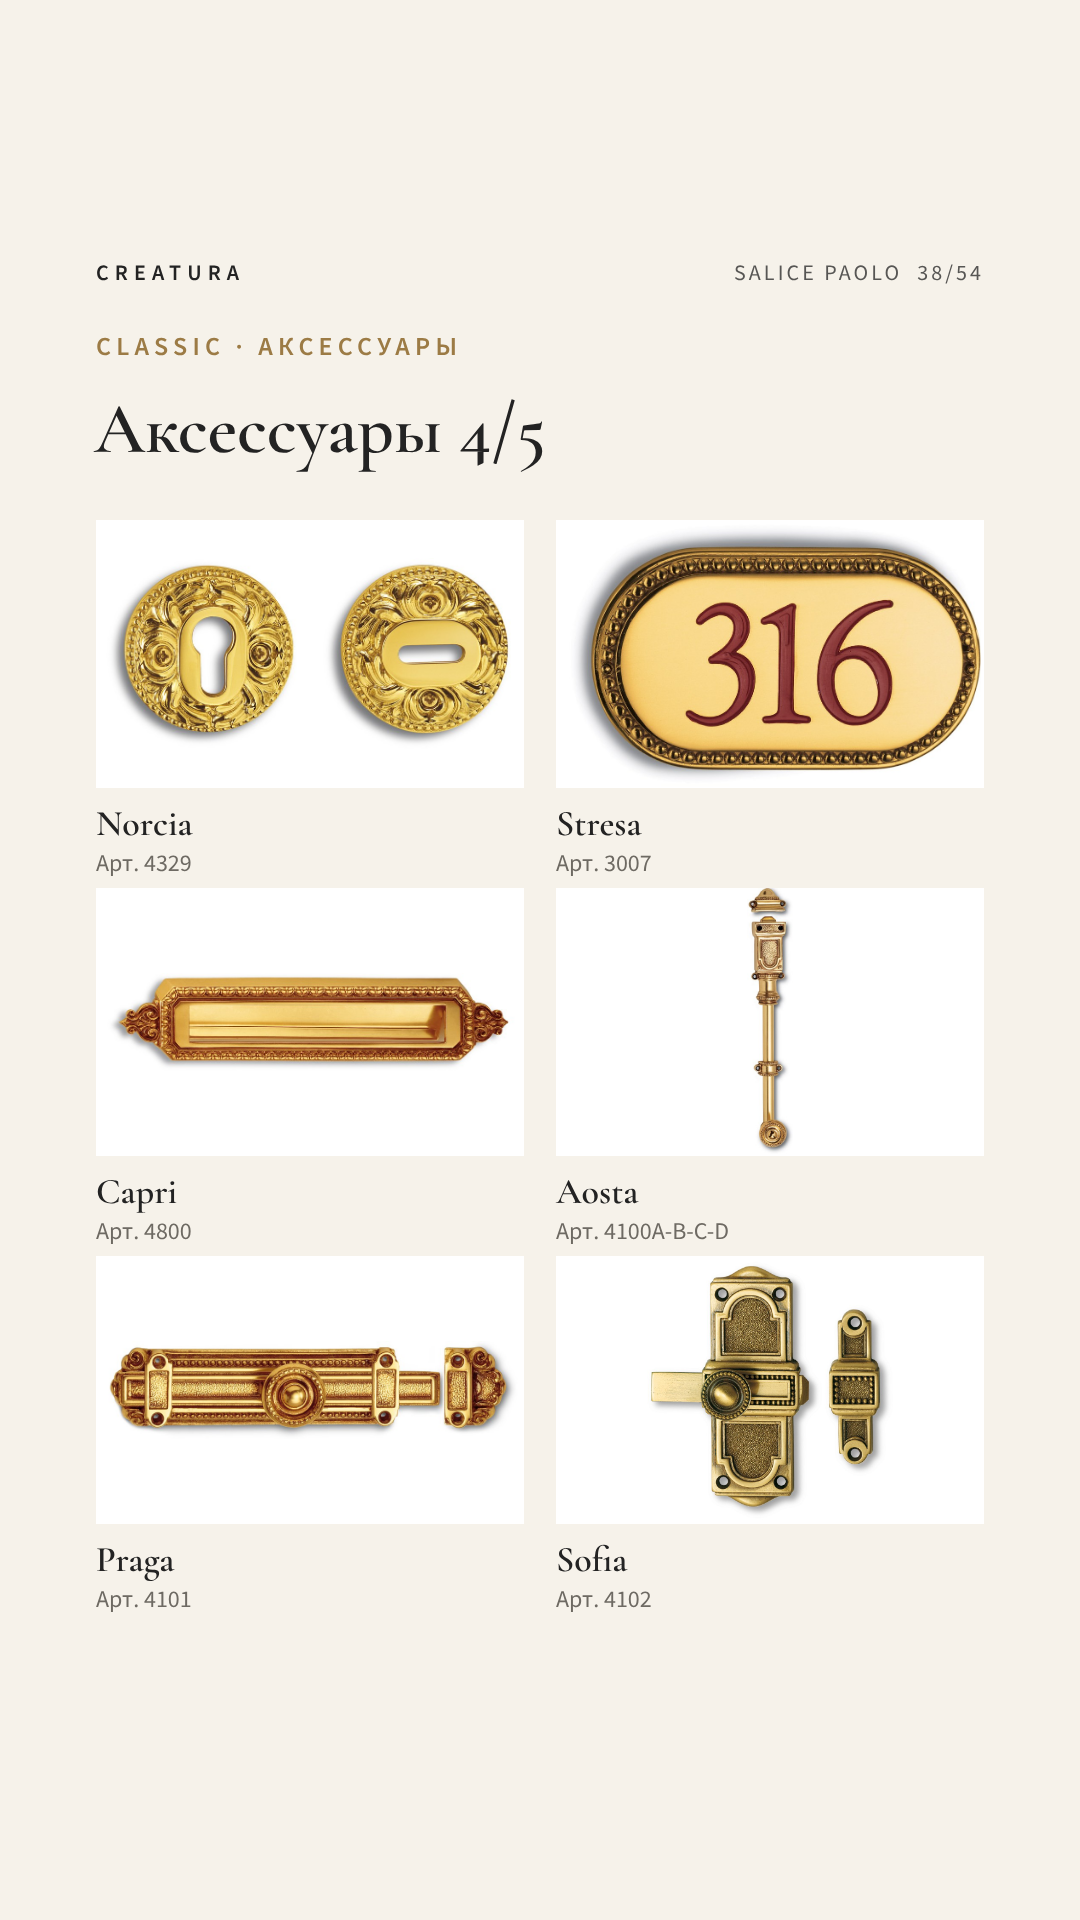 CREATURA
SALICE PAOLO 38/54
CLASSIC · АКСЕССУАРЫ
Аксессуары 4/5
316
Norcia
Арт. 4329
Stresa
Арт. 3007
Capri
Арт. 4800
Aosta
Арт. 4100A-B-C-D
Praga
Арт. 4101
Sofia
Арт. 4102